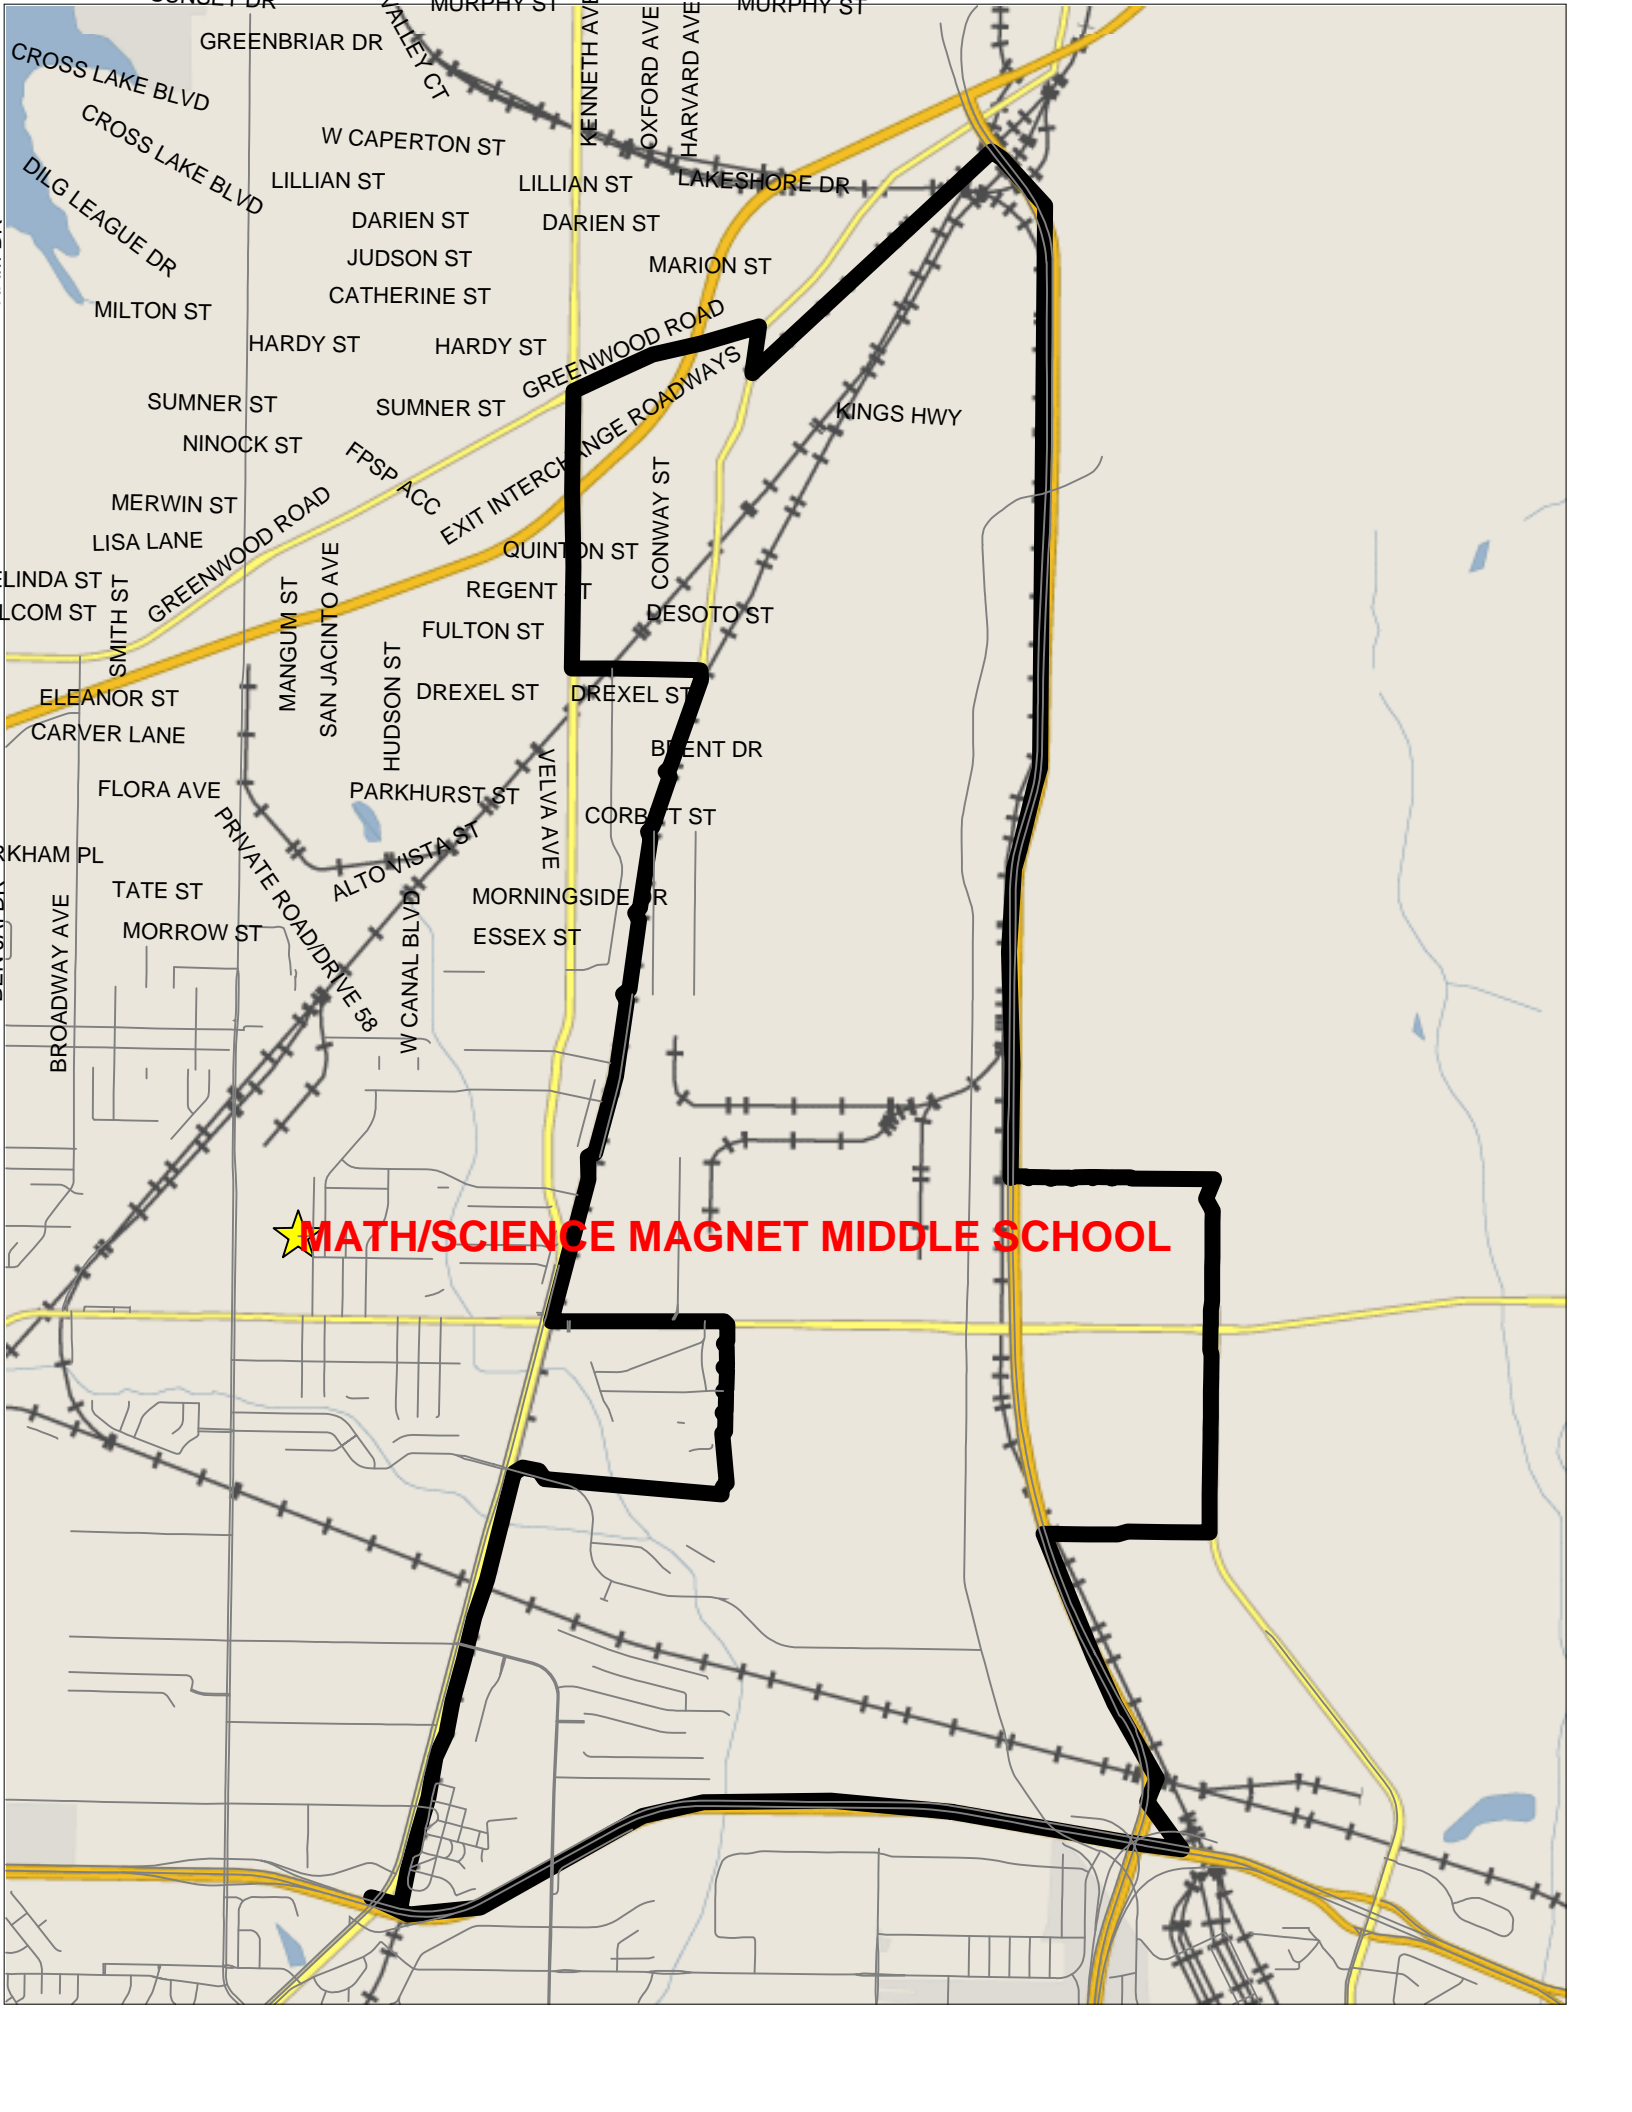 MURPHY ST
MURPHY ST
GREENBRIAR DR
VALLEY CT
KENNETH AVE
OXFORD AVE
HARVARD AVE
CROSS LAKE BLVD
CROSS LAKE BLVD
W CAPERTON ST
DILG LEAGUE DR
LILLIAN ST
LILLIAN ST
LAKESHORE DR
DARIEN ST
DARIEN ST
JUDSON ST
MARION ST
CATHERINE ST
MILTON ST
HARDY ST
HARDY ST
GREENWOOD ROAD
SUMNER ST
SUMNER ST
EXIT INTERCHANGE ROADWAYS
KINGS HWY
NINOCK ST
FPSP ACC
MERWIN ST
CONWAY ST
LISA LANE
GREENWOOD ROAD
QUINTON ST
ELINDA ST
REGENT ST
LCOM ST
SMITH ST
MANGUM ST
SAN JACINTO AVE
DESOTO ST
FULTON ST
HUDSON ST
ELEANOR ST
DREXEL ST
DREXEL ST
CARVER LANE
BRENT DR
FLORA AVE
PARKHURST ST
VELVA AVE
CORBITT ST
PRIVATE ROAD/DRIVE 58
ALTO VISTA ST
RKHAM PL
TATE ST
MORNINGSIDE DR
BROADWAY AVE
MORROW ST
W CANAL BLVD
ESSEX ST
MATH/SCIENCE MAGNET MIDDLE SCHOOL